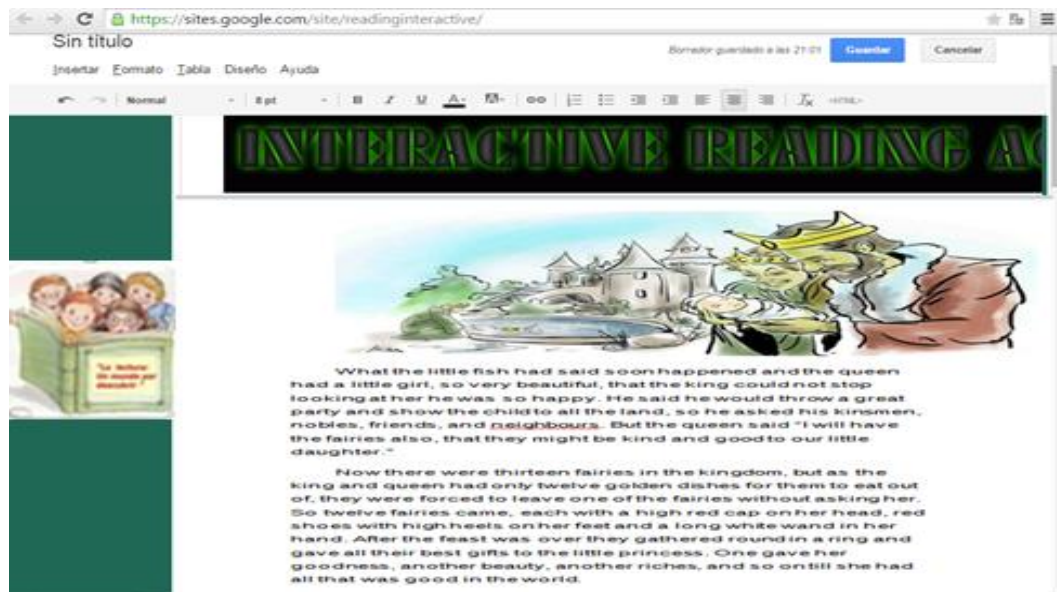 https://sites.google.com/site/readinginteractive/
Sin título
Borrador guardado a las 21:01 Guardar Cancelar
Insertar Formato Tabla Diseño Ayuda
Normal 8 pt B I U A <HTML>
INTERACTIVE READING AC
"La lectura:
Un mundo por
descubrir"
What the little fish had said soon happened and the queen
had a little girl, so very beautiful, that the king could not stop
looking at her he was so happy. He said he would throw a great
party and show the child to all the land, so he asked his kinsmen,
nobles, friends, and neighbours. But the queen said "I will have
the fairies also, that they might be kind and good to our little
daughter."
Now there were thirteen fairies in the kingdom, but as the
king and queen had only twelve golden dishes for them to eat out
of, they were forced to leave one of the fairies without asking her.
So twelve fairies came, each with a high red cap on her head, red
shoes with high heels on her feet and a long white wand in her
hand. After the feast was over they gathered round in a ring and
gave all their best gifts to the little princess. One gave her
goodness, another beauty, another riches, and so on till she had
all that was good in the world.